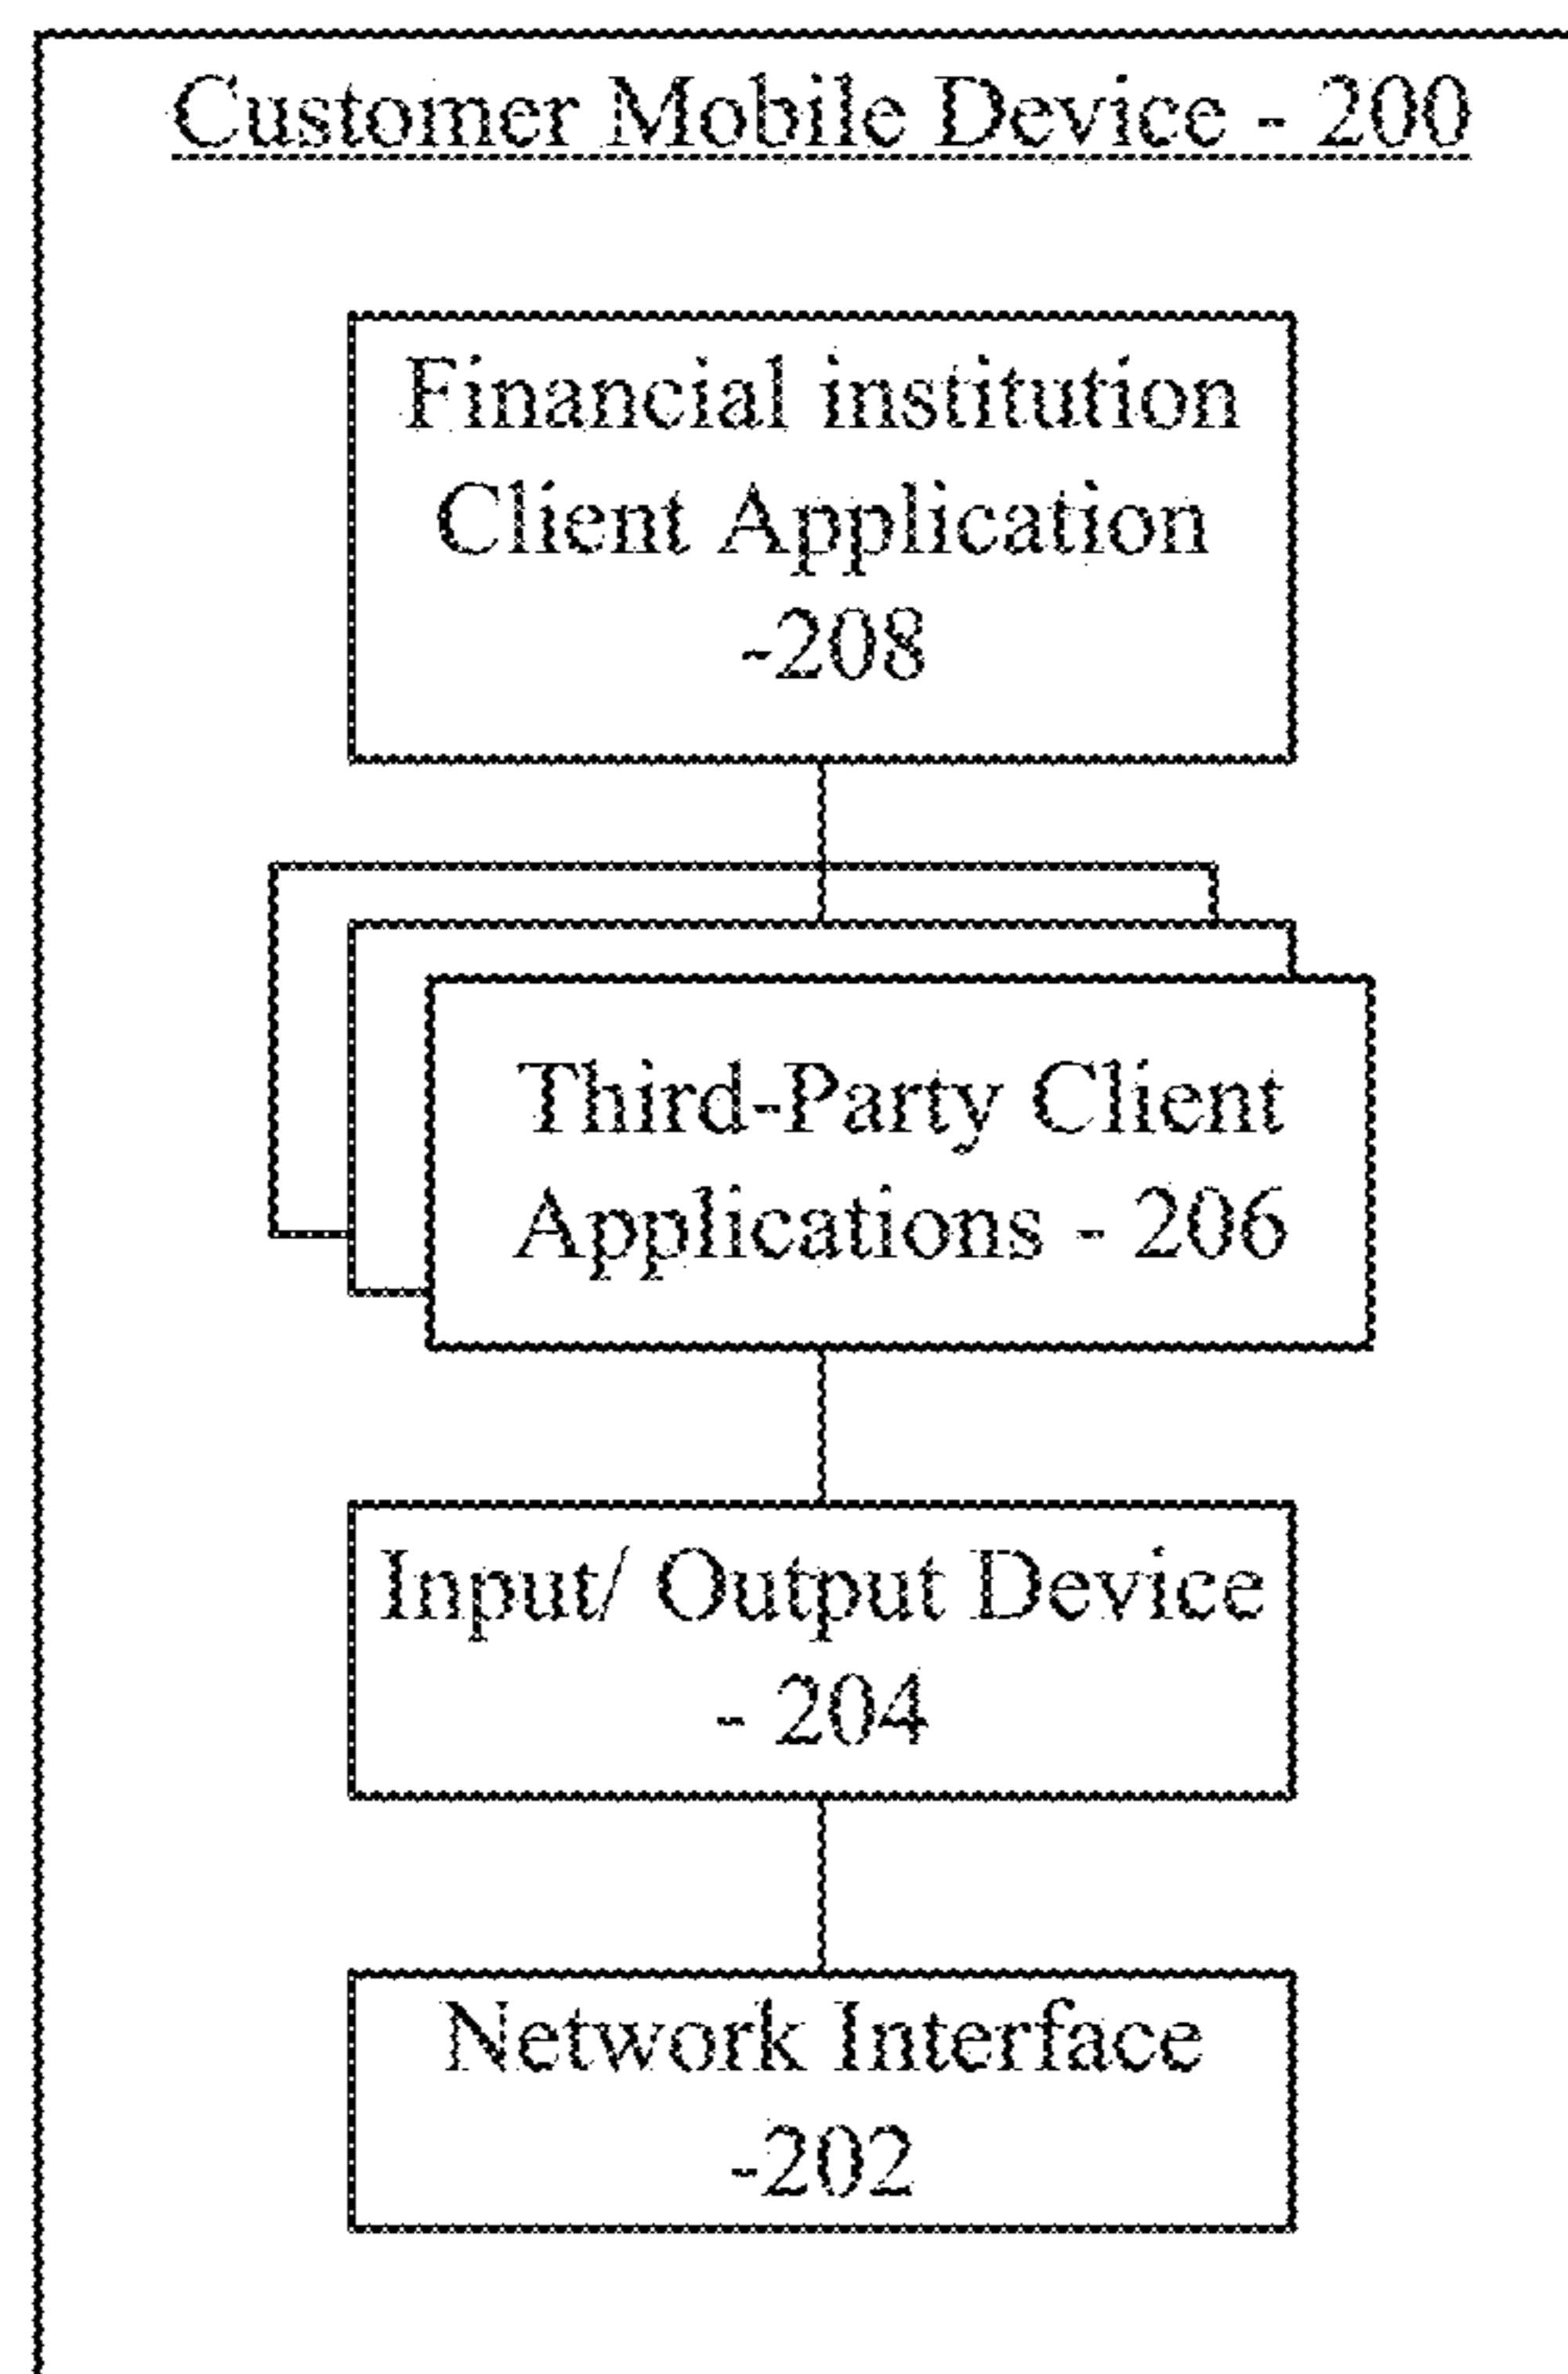 Customer Mobile Device - 200
Financial institution
Client Application
-208
Third-Party Client
Applications - 206
Input/ Output Device
- 204
Network Interface
-202